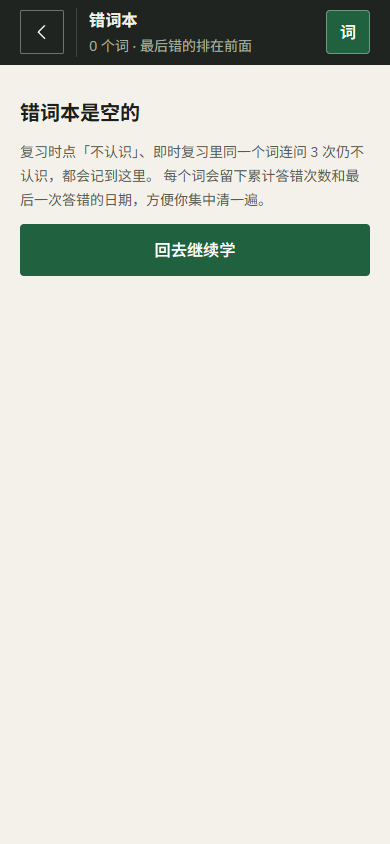 错词本
0 个词 · 最后错的排在前面
词
错词本是空的
复习时点「不认识」、即时复习里同一个词连问 3 次仍不
认识，都会记到这里。 每个词会留下累计答错次数和最
后一次答错的日期，方便你集中清一遍。
回去继续学